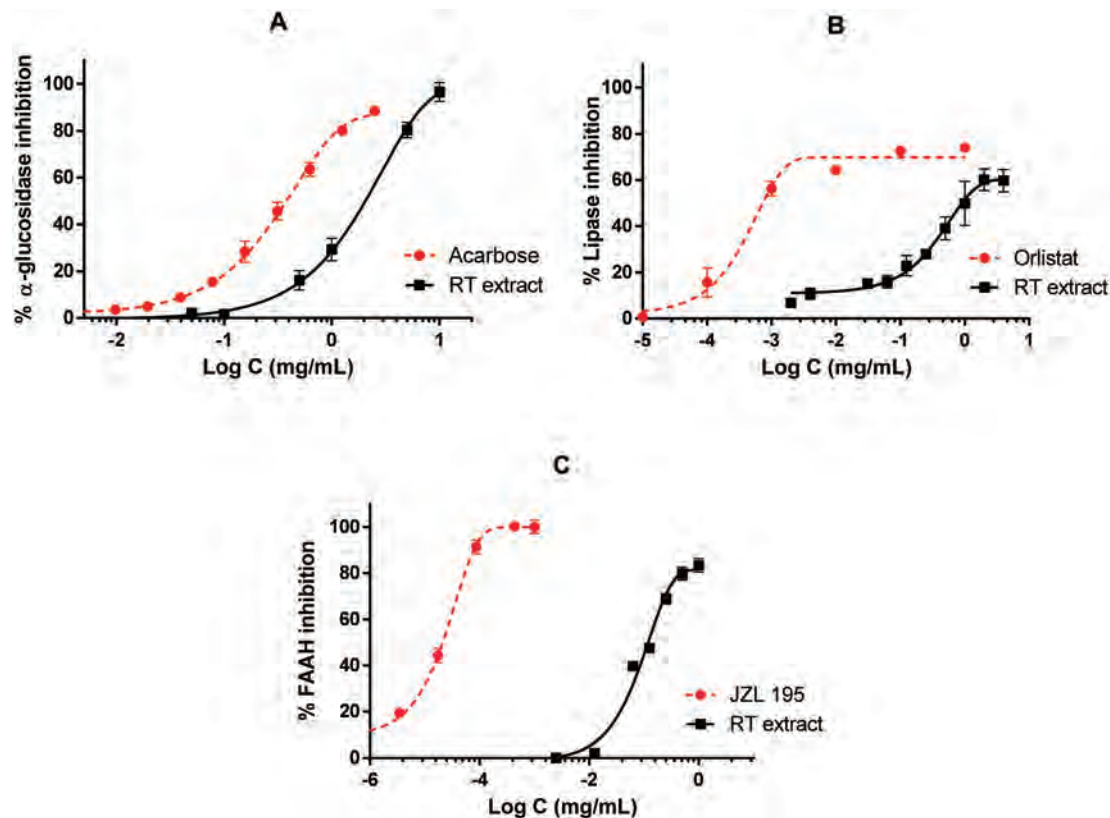 A
% α-glucosidase inhibition
100
80
60
40
20
0
-2
-1
0
1
Log C (mg/mL)
Acarbose
RT extract
B
% Lipase inhibition
100
80
60
40
20
0
-5
-4
-3
-2
-1
0
1
Log C (mg/mL)
Orlistat
RT extract
C
% FAAH inhibition
100
80
60
40
20
0
-6
-4
-2
0
Log C (mg/mL)
JZL 195
RT extract